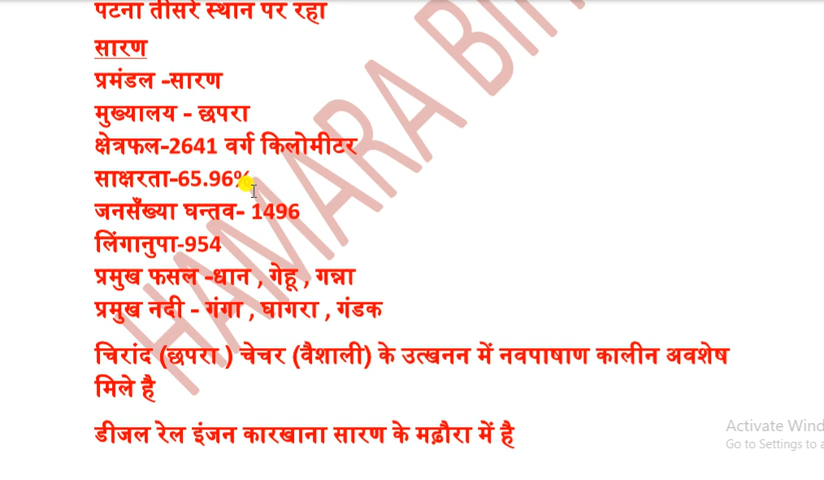 पटना तीसरे स्थान पर रहा
सारण
प्रमंडल -सारण
मुख्यालय - छपरा
क्षेत्रफल-2641 वर्ग किलोमीटर
साक्षरता-65.96%
जनसँख्या घन्तव- 1496
लिंगानुपा-954
प्रमुख फसल -धान , गेहू , गन्ना
प्रमुख नदी - गंगा , घागरा , गंडक
चिरांद (छपरा ) चेचर (वैशाली) के उत्खनन में नवपाषाण कालीन अवशेष
मिले है
डीजल रेल इंजन कारखाना सारण के मढ़ौरा में है
HAMARA
Activate Wind
Go to Settings to a